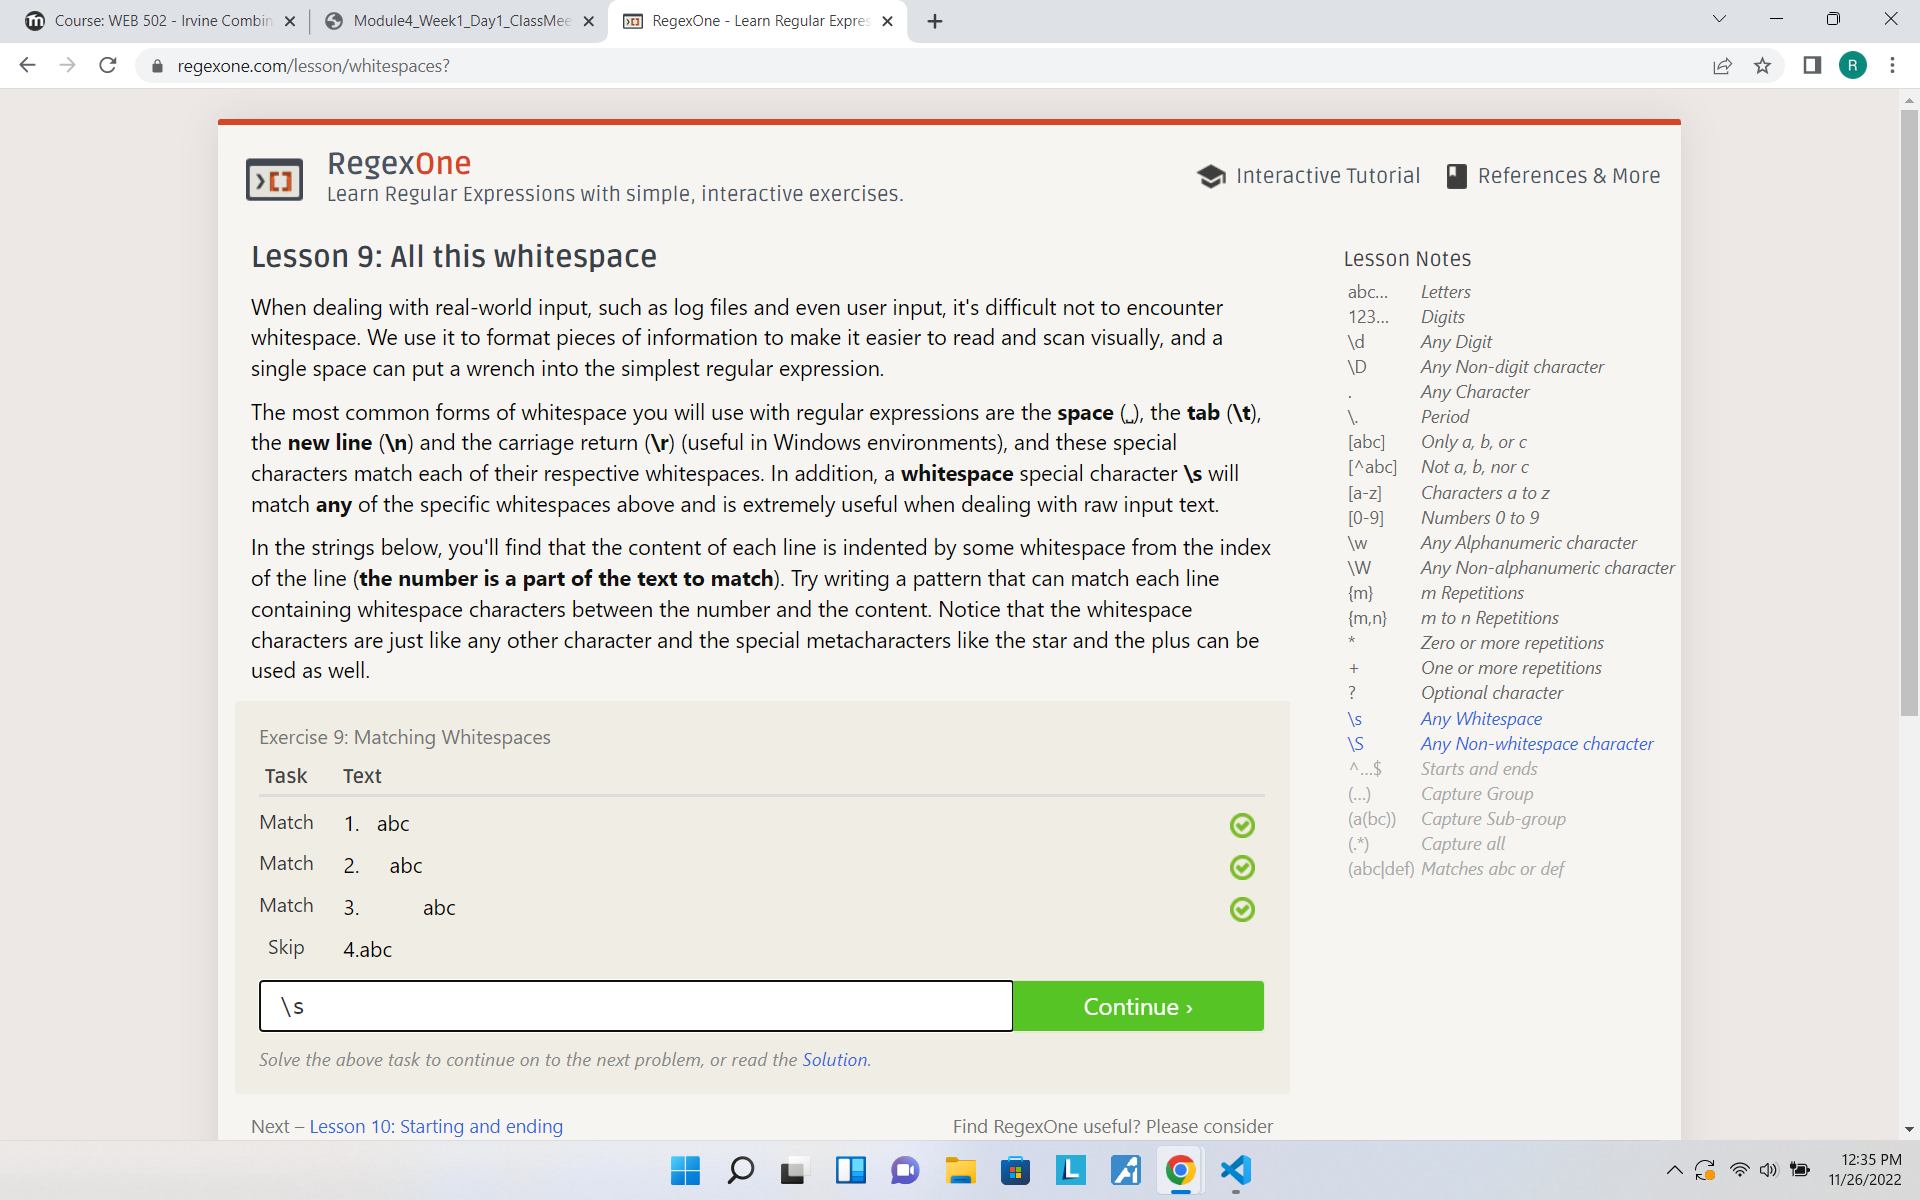 Course: WEB 502 - Irvine Combin
Module4_Week1_Day1_ClassMee
RegexOne - Learn Regular Expres
regexone.com/lesson/whitespaces?
R
RegexOne
Learn Regular Expressions with simple, interactive exercises.
Interactive Tutorial
References & More
Lesson 9: All this whitespace
When dealing with real-world input, such as log files and even user input, it's difficult not to encounter
whitespace. We use it to format pieces of information to make it easier to read and scan visually, and a
single space can put a wrench into the simplest regular expression.
The most common forms of whitespace you will use with regular expressions are the space (␣), the tab (\t),
the new line (\n) and the carriage return (\r) (useful in Windows environments), and these special
characters match each of their respective whitespaces. In addition, a whitespace special character \s will
match any of the specific whitespaces above and is extremely useful when dealing with raw input text.
In the strings below, you'll find that the content of each line is indented by some whitespace from the index
of the line (the number is a part of the text to match). Try writing a pattern that can match each line
containing whitespace characters between the number and the content. Notice that the whitespace
characters are just like any other character and the special metacharacters like the star and the plus can be
used as well.
Exercise 9: Matching Whitespaces
Task Text
Match 1. abc
Match 2. abc
Match 3. abc
Skip 4.abc
\s
Continue ›
Solve the above task to continue on to the next problem, or read the Solution.
Next – Lesson 10: Starting and ending
Find RegexOne useful? Please consider
Lesson Notes
abc... Letters
123... Digits
\d Any Digit
\D Any Non-digit character
. Any Character
\. Period
[abc] Only a, b, or c
[^abc] Not a, b, nor c
[a-z] Characters a to z
[0-9] Numbers 0 to 9
\w Any Alphanumeric character
\W Any Non-alphanumeric character
{m} m Repetitions
{m,n} m to n Repetitions
* Zero or more repetitions
+ One or more repetitions
? Optional character
\s Any Whitespace
\S Any Non-whitespace character
^...$ Starts and ends
(...) Capture Group
(a(bc)) Capture Sub-group
(.*) Capture all
(abc|def) Matches abc or def
12:35 PM
11/26/2022